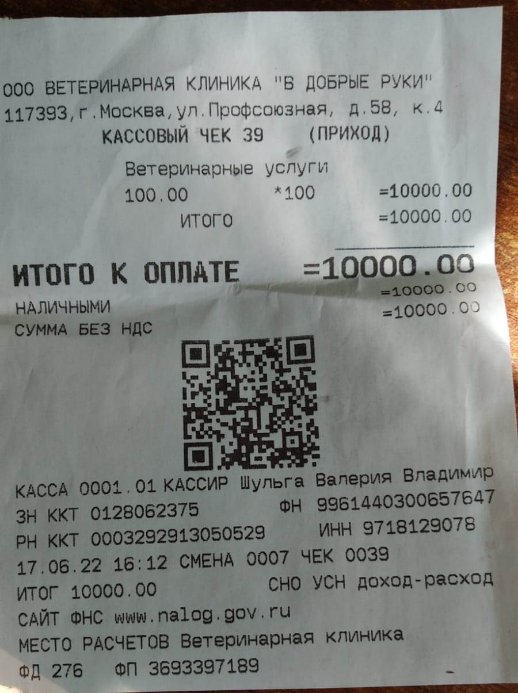 ООО ВЕТЕРИНАРНАЯ КЛИНИКА "В ДОБРЫЕ РУКИ"
117393,г.Москва,ул.Профсоюзная, д.58, к.4
КАССОВЫЙ ЧЕК 39 (ПРИХОД)
Ветеринарные услуги
100.00 *100 =10000.00
ИТОГО =10000.00
ИТОГО К ОПЛАТЕ =10000.00
НАЛИЧНЫМИ =10000.00
СУММА БЕЗ НДС =10000.00
КАССА 0001.01 КАССИР Шульга Валерия Владимир
ЗН ККТ 0128062375 ФН 9961440300657647
РН ККТ 0003292913050529 ИНН 9718129078
17.06.22 16:12 СМЕНА 0007 ЧЕК 0039
ИТОГ 10000.00 СНО УСН доход-расход
САЙТ ФНС www.nalog.gov.ru
МЕСТО РАСЧЕТОВ Ветеринарная клиника
ФД 276 ФП 3693397189